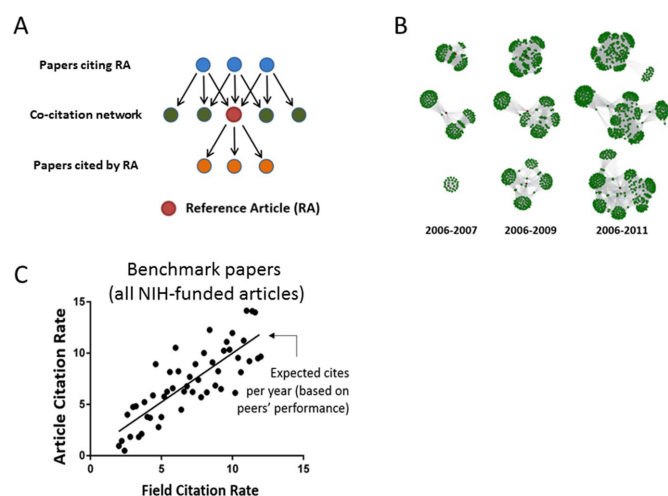 A
Papers citing RA
Co-citation network
Papers cited by RA
Reference Article (RA)
B
2006-2007
2006-2009
2006-2011
C
Benchmark papers
(all NIH-funded articles)
Article Citation Rate
15
10
5
0
0
5
10
15
Field Citation Rate
Expected cites
per year (based on
peers' performance)